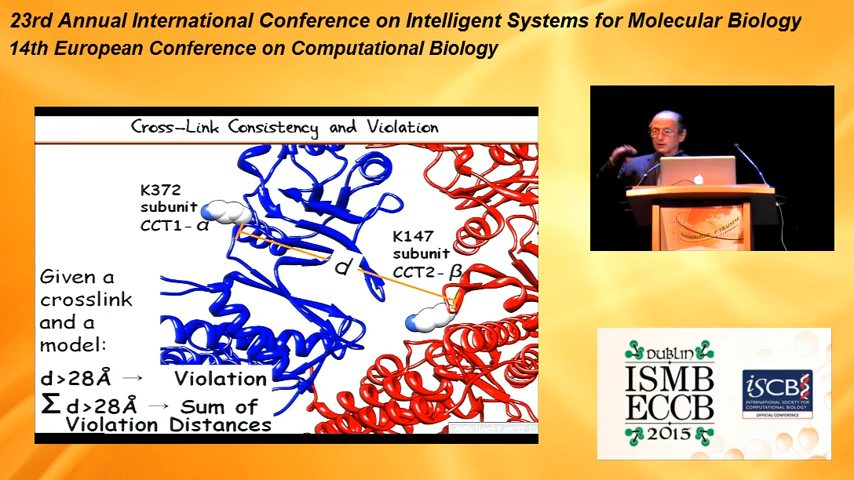 23rd Annual International Conference on Intelligent Systems for Molecular Biology
14th European Conference on Computational Biology
Cross-Link Consistency and Violation
K372
subunit
CCT1-α
K147
subunit
CCT2-β
d
Given a
crosslink
and a
model:
d>28Å → Violation
Σ d>28Å → Sum of
Violation Distances
DUBLIN
ISMB
ECCB
2015
iSCB
INTERNATIONAL SOCIETY FOR
COMPUTATIONAL BIOLOGY
OFFICIAL CONFERENCE